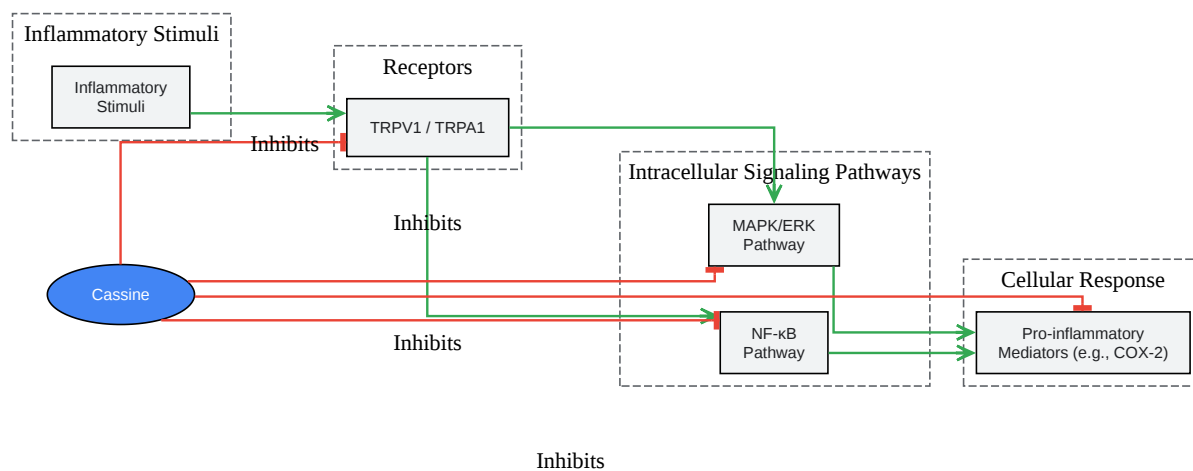 Inflammatory Stimuli
Inflammatory
Stimuli
Receptors
TRPV1 / TRPA1
Inhibits
Intracellular Signaling Pathways
Inhibits
MAPK/ERK
Pathway
Cellular Response
Cassine
NF-κB
Pathway
Pro-inflammatory
Mediators (e.g., COX-2)
Inhibits
Inhibits